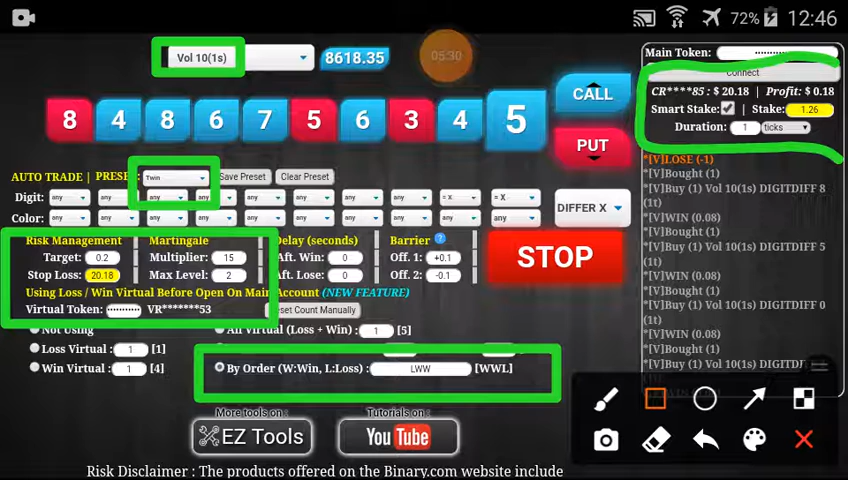 72% 12:46
Vol 10(1s) 8618.35 05:30
Main Token: ••••••••••
Connect
CR****85 : $ 20.18 | Profit: $ 0.18
Smart Stake: | Stake: 1.26
Duration: 1 ticks
8 4 8 6 7 5 6 3 4 5
CALL
PUT
AUTO TRADE | PRESET: Twin Save Preset Clear Preset
Digit: any any any any any any any any = X = X
Color: any any any any any any any any any any
DIFFER X
Risk Management Martingale Delay (seconds) Barrier ?
Target: 0.2 Multiplier: 15 Aft. Win: 0 Off. 1: +0.1
Stop Loss: 20.18 Max Level: 2 Aft. Loss: 0 Off. 2: -0.1
STOP
Using Loss / Win Virtual Before Open On Main Account (NEW FEATURE)
Virtual Token: •••••••••• VR*******53 Reset Count Manually
Not Using All Virtual (Loss + Win) : 1 [5]
Loss Virtual : 1 [1]
Win Virtual : 1 [4] By Order (W:Win, L:Loss) : LWW [WWL]
*[V]LOSE (-1)
*[V]Bought (1)
*[V]Buy (1) Vol 10(1s) DIGITDIFF 8
(1t)
*[V]WIN (0.08)
*[V]Bought (1)
*[V]Buy (1) Vol 10(1s) DIGITDIFF 5
(1t)
*[V]WIN (0.08)
*[V]Bought (1)
*[V]Buy (1) Vol 10(1s) DIGITDIFF 0
(1t)
*[V]WIN (0.08)
*[V]Bought (1)
*[V]Buy (1) Vol 10(1s)
More tools on : Tutorials on :
EZ Tools YouTube
Risk Disclaimer : The products offered on the Binary.com website include